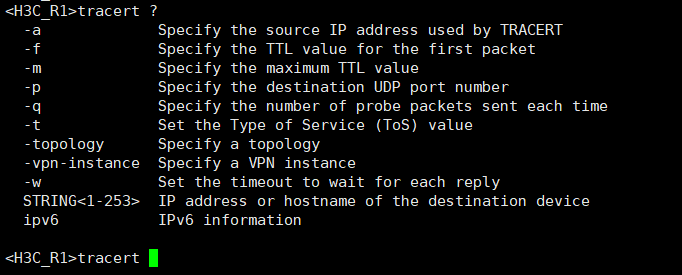 <H3C_R1>tracert ?
-a Specify the source IP address used by TRACERT
-f Specify the TTL value for the first packet
-m Specify the maximum TTL value
-p Specify the destination UDP port number
-q Specify the number of probe packets sent each time
-t Set the Type of Service (ToS) value
-topology Specify a topology
-vpn-instance Specify a VPN instance
-w Set the timeout to wait for each reply
STRING<1-253> IP address or hostname of the destination device
ipv6 IPv6 information
<H3C_R1>tracert